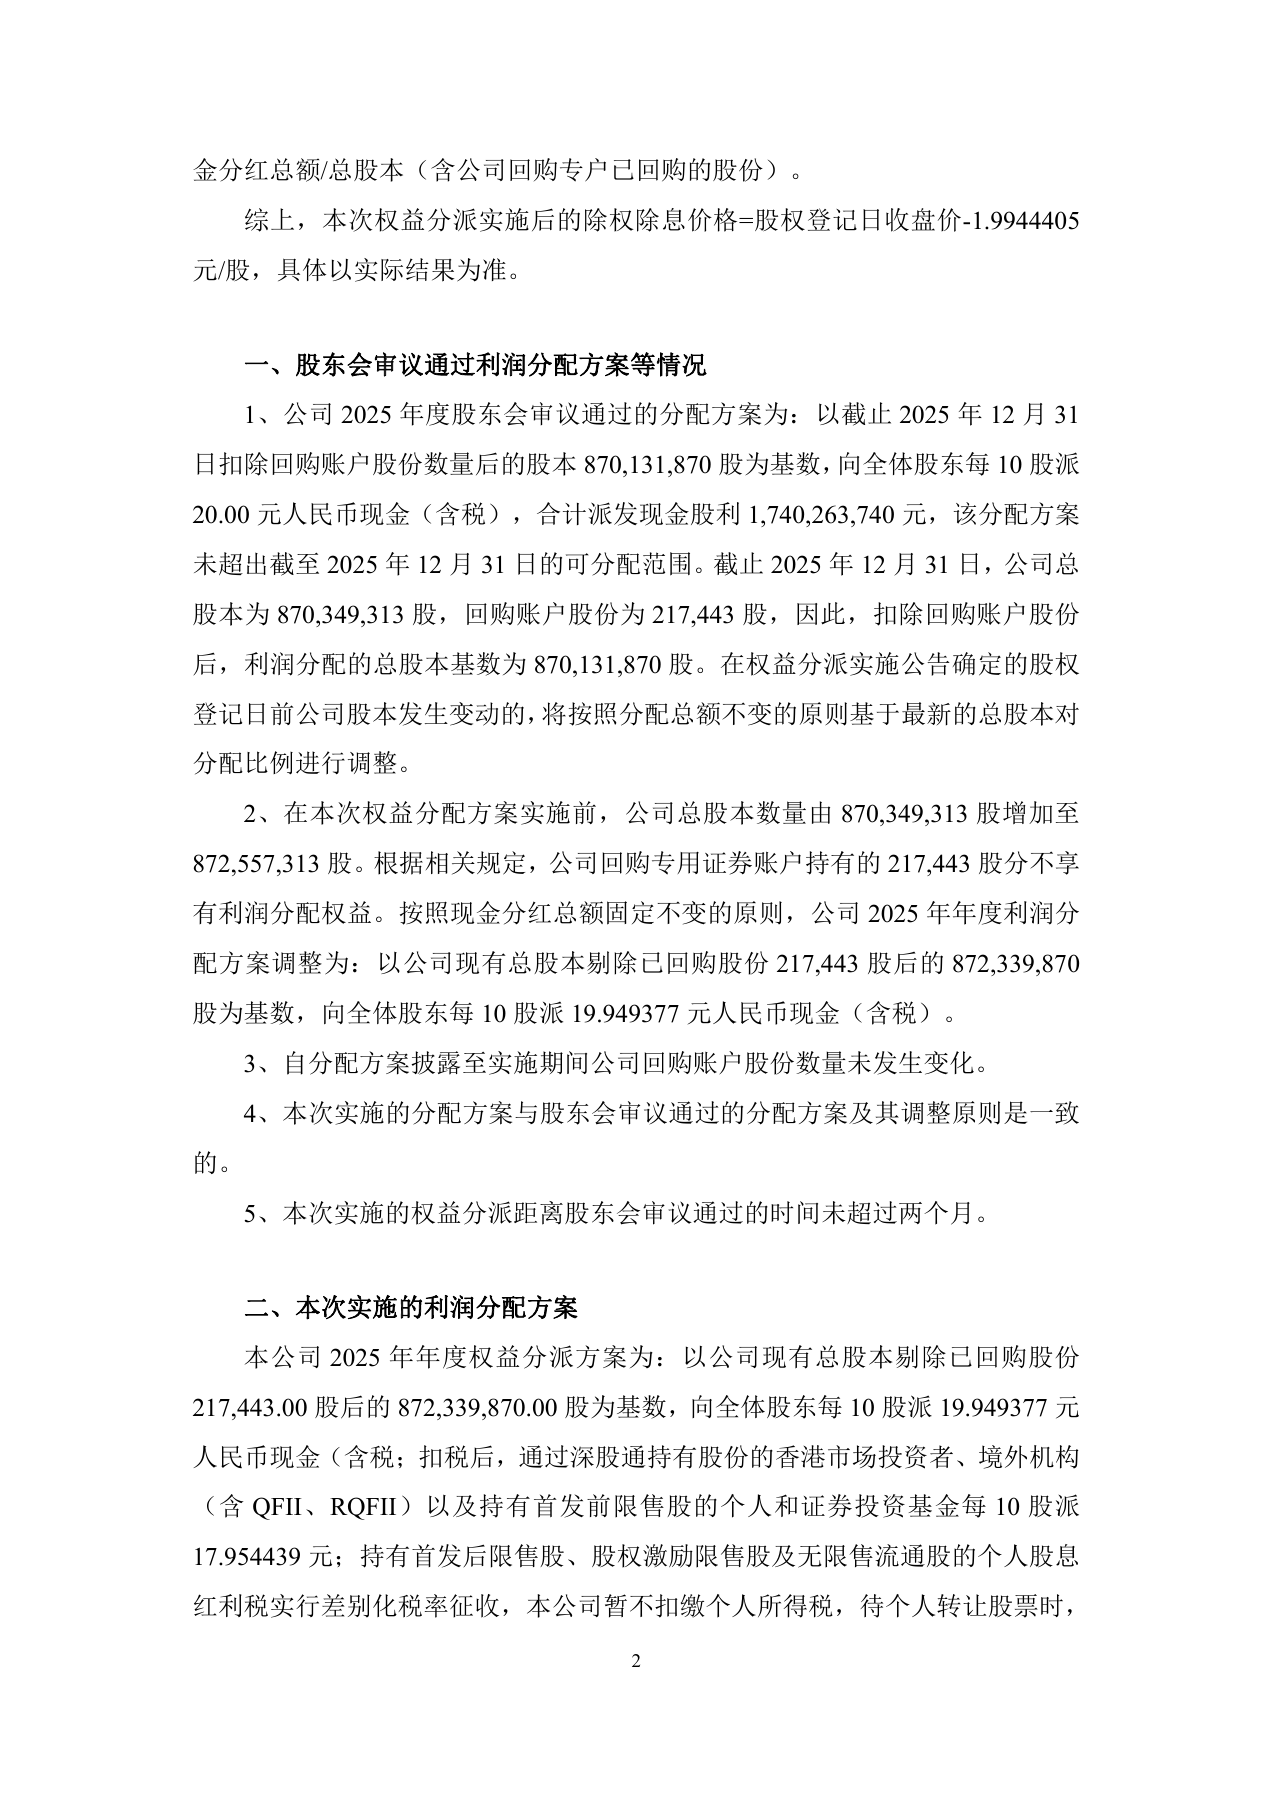 金分红总额/总股本（含公司回购专户已回购的股份）。
综上，本次权益分派实施后的除权除息价格=股权登记日收盘价-1.9944405
元/股，具体以实际结果为准。
一、股东会审议通过利润分配方案等情况
1、公司 2025 年度股东会审议通过的分配方案为：以截止 2025 年 12 月 31
日扣除回购账户股份数量后的股本 870,131,870 股为基数，向全体股东每 10 股派
20.00 元人民币现金（含税），合计派发现金股利 1,740,263,740 元，该分配方案
未超出截至 2025 年 12 月 31 日的可分配范围。截止 2025 年 12 月 31 日，公司总
股本为 870,349,313 股，回购账户股份为 217,443 股，因此，扣除回购账户股份
后，利润分配的总股本基数为 870,131,870 股。在权益分派实施公告确定的股权
登记日前公司股本发生变动的，将按照分配总额不变的原则基于最新的总股本对
分配比例进行调整。
2、在本次权益分配方案实施前，公司总股本数量由 870,349,313 股增加至
872,557,313 股。根据相关规定，公司回购专用证券账户持有的 217,443 股分不享
有利润分配权益。按照现金分红总额固定不变的原则，公司 2025 年年度利润分
配方案调整为：以公司现有总股本剔除已回购股份 217,443 股后的 872,339,870
股为基数，向全体股东每 10 股派 19.949377 元人民币现金（含税）。
3、自分配方案披露至实施期间公司回购账户股份数量未发生变化。
4、本次实施的分配方案与股东会审议通过的分配方案及其调整原则是一致
的。
5、本次实施的权益分派距离股东会审议通过的时间未超过两个月。
二、本次实施的利润分配方案
本公司 2025 年年度权益分派方案为：以公司现有总股本剔除已回购股份
217,443.00 股后的 872,339,870.00 股为基数，向全体股东每 10 股派 19.949377 元
人民币现金（含税；扣税后，通过深股通持有股份的香港市场投资者、境外机构
（含 QFII、RQFII）以及持有首发前限售股的个人和证券投资基金每 10 股派
17.954439 元；持有首发后限售股、股权激励限售股及无限售流通股的个人股息
红利税实行差别化税率征收，本公司暂不扣缴个人所得税，待个人转让股票时，
2